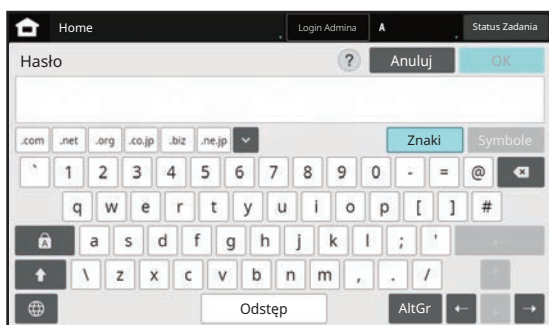 Home Login Admina A Status Zadania
Hasło ? Anuluj OK
.com .net .org .co.jp .biz .ne.jp Znaki Symbole
` 1 2 3 4 5 6 7 8 9 0 - = @
q w e r t y u i o p [ ] #
A a s d f g h j k l ; '
\ z x c v b n m , . /
Odstęp AltGr ← ↓ →